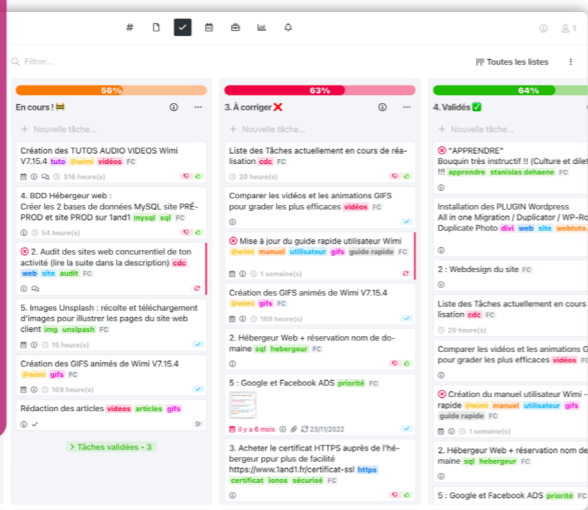 #
1
Filtrer...
Toutes les listes
56%
En cours !
+ Nouvelle tâche...
Création des TUTOS AUDIO VIDEOS Wimi
V7.15.4 tuto @wimi vidéos FC
316 heure(s)
4. BDD Hébergeur web :
Créer les 2 bases de données MySQL site PRÉ-
PROD et site PROD sur 1and1 mysql sql FC
54 heure(s)
2. Audit des sites web concurrentiel de ton
activité (lire la suite dans la description) cdc
web site audit FC
5. Images Unsplash : récolte et téléchargement
d'images pour illustrer les pages du site web
client img unslpash FC
16 heure(s)
Création des GIFS animés de Wimi V7.15.4
@wimi gifs FC
169 heure(s)
Rédaction des articles videos articles gifs
> Tâches validées - 3
63%
3. À corriger
+ Nouvelle tâche...
Liste des Tâches actuellement en cours de réa-
lisation cdc FC
20 heure(s)
Comparer les vidéos et les animations GIFS
pour grader les plus efficaces vidéos FC
Mise à jour du guide rapide utilisateur Wimi
@wimi manuel utilisateur gifs guide rapide FC
1 semaine(s)
Création des GIFS animés de Wimi V7.15.4
@wimi gifs FC
169 heure(s)
2. Hébergeur Web + réservation nom de do-
maine sql hebergeur FC
5 : Google et Facebook ADS priorité FC
il y a 6 mois 23/11/2022
3. Acheter le certificat HTTPS auprès de l'hé-
bergeur ppur plus de facilité
https://www.1and1.fr/certificat-ssl https
certificat ionos sécurisé FC
64%
4. Validés
+ Nouvelle tâche...
"APPRENDRE"
Bouquin très instructif !! (Culture et dilet
!!! apprendre stanislas dehaene FC
Installation des PLUGIN Wordpress
All in one Migration / Duplicator / WP-Ro
Duplicate Photo divi web site webtuto.
2 : Webdesign du site FC
Liste des Tâches actuellement en cours
lisation cdc FC
20 heure(s)
Comparer les vidéos et les animations G
pour grader les plus efficaces vidéos FC
Création du manuel utilisateur Wimi -
rapide @wimi manuel utilisateur gifs
guide rapide FC
1 semaine(s)
2. Hébergeur Web + réservation nom de
maine sql hebergeur FC
5 : Google et Facebook ADS priorité FC